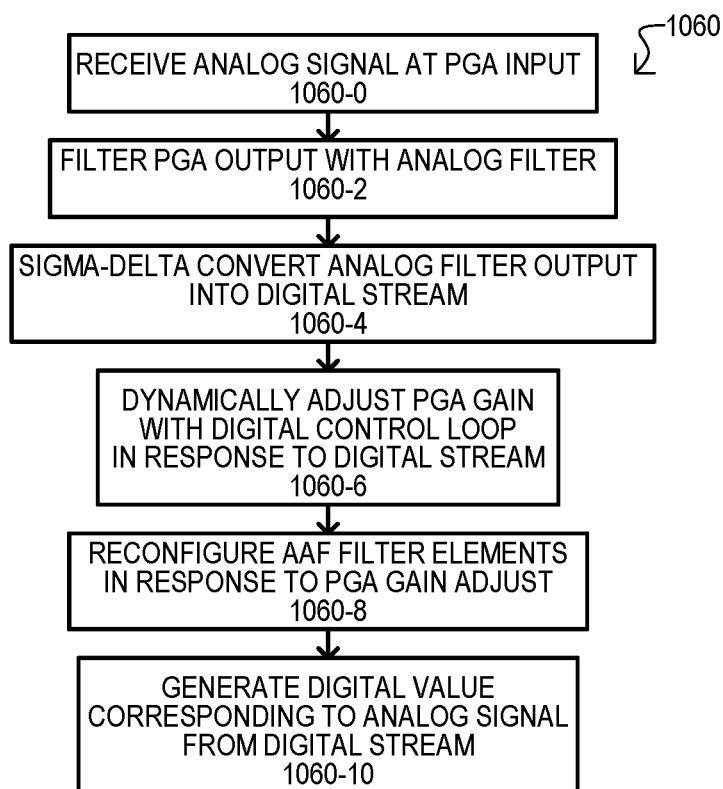 1060
RECEIVE ANALOG SIGNAL AT PGA INPUT
1060-0
FILTER PGA OUTPUT WITH ANALOG FILTER
1060-2
SIGMA-DELTA CONVERT ANALOG FILTER OUTPUT
INTO DIGITAL STREAM
1060-4
DYNAMICALLY ADJUST PGA GAIN
WITH DIGITAL CONTROL LOOP
IN RESPONSE TO DIGITAL STREAM
1060-6
RECONFIGURE AAF FILTER ELEMENTS
IN RESPONSE TO PGA GAIN ADJUST
1060-8
GENERATE DIGITAL VALUE
CORRESPONDING TO ANALOG SIGNAL
FROM DIGITAL STREAM
1060-10